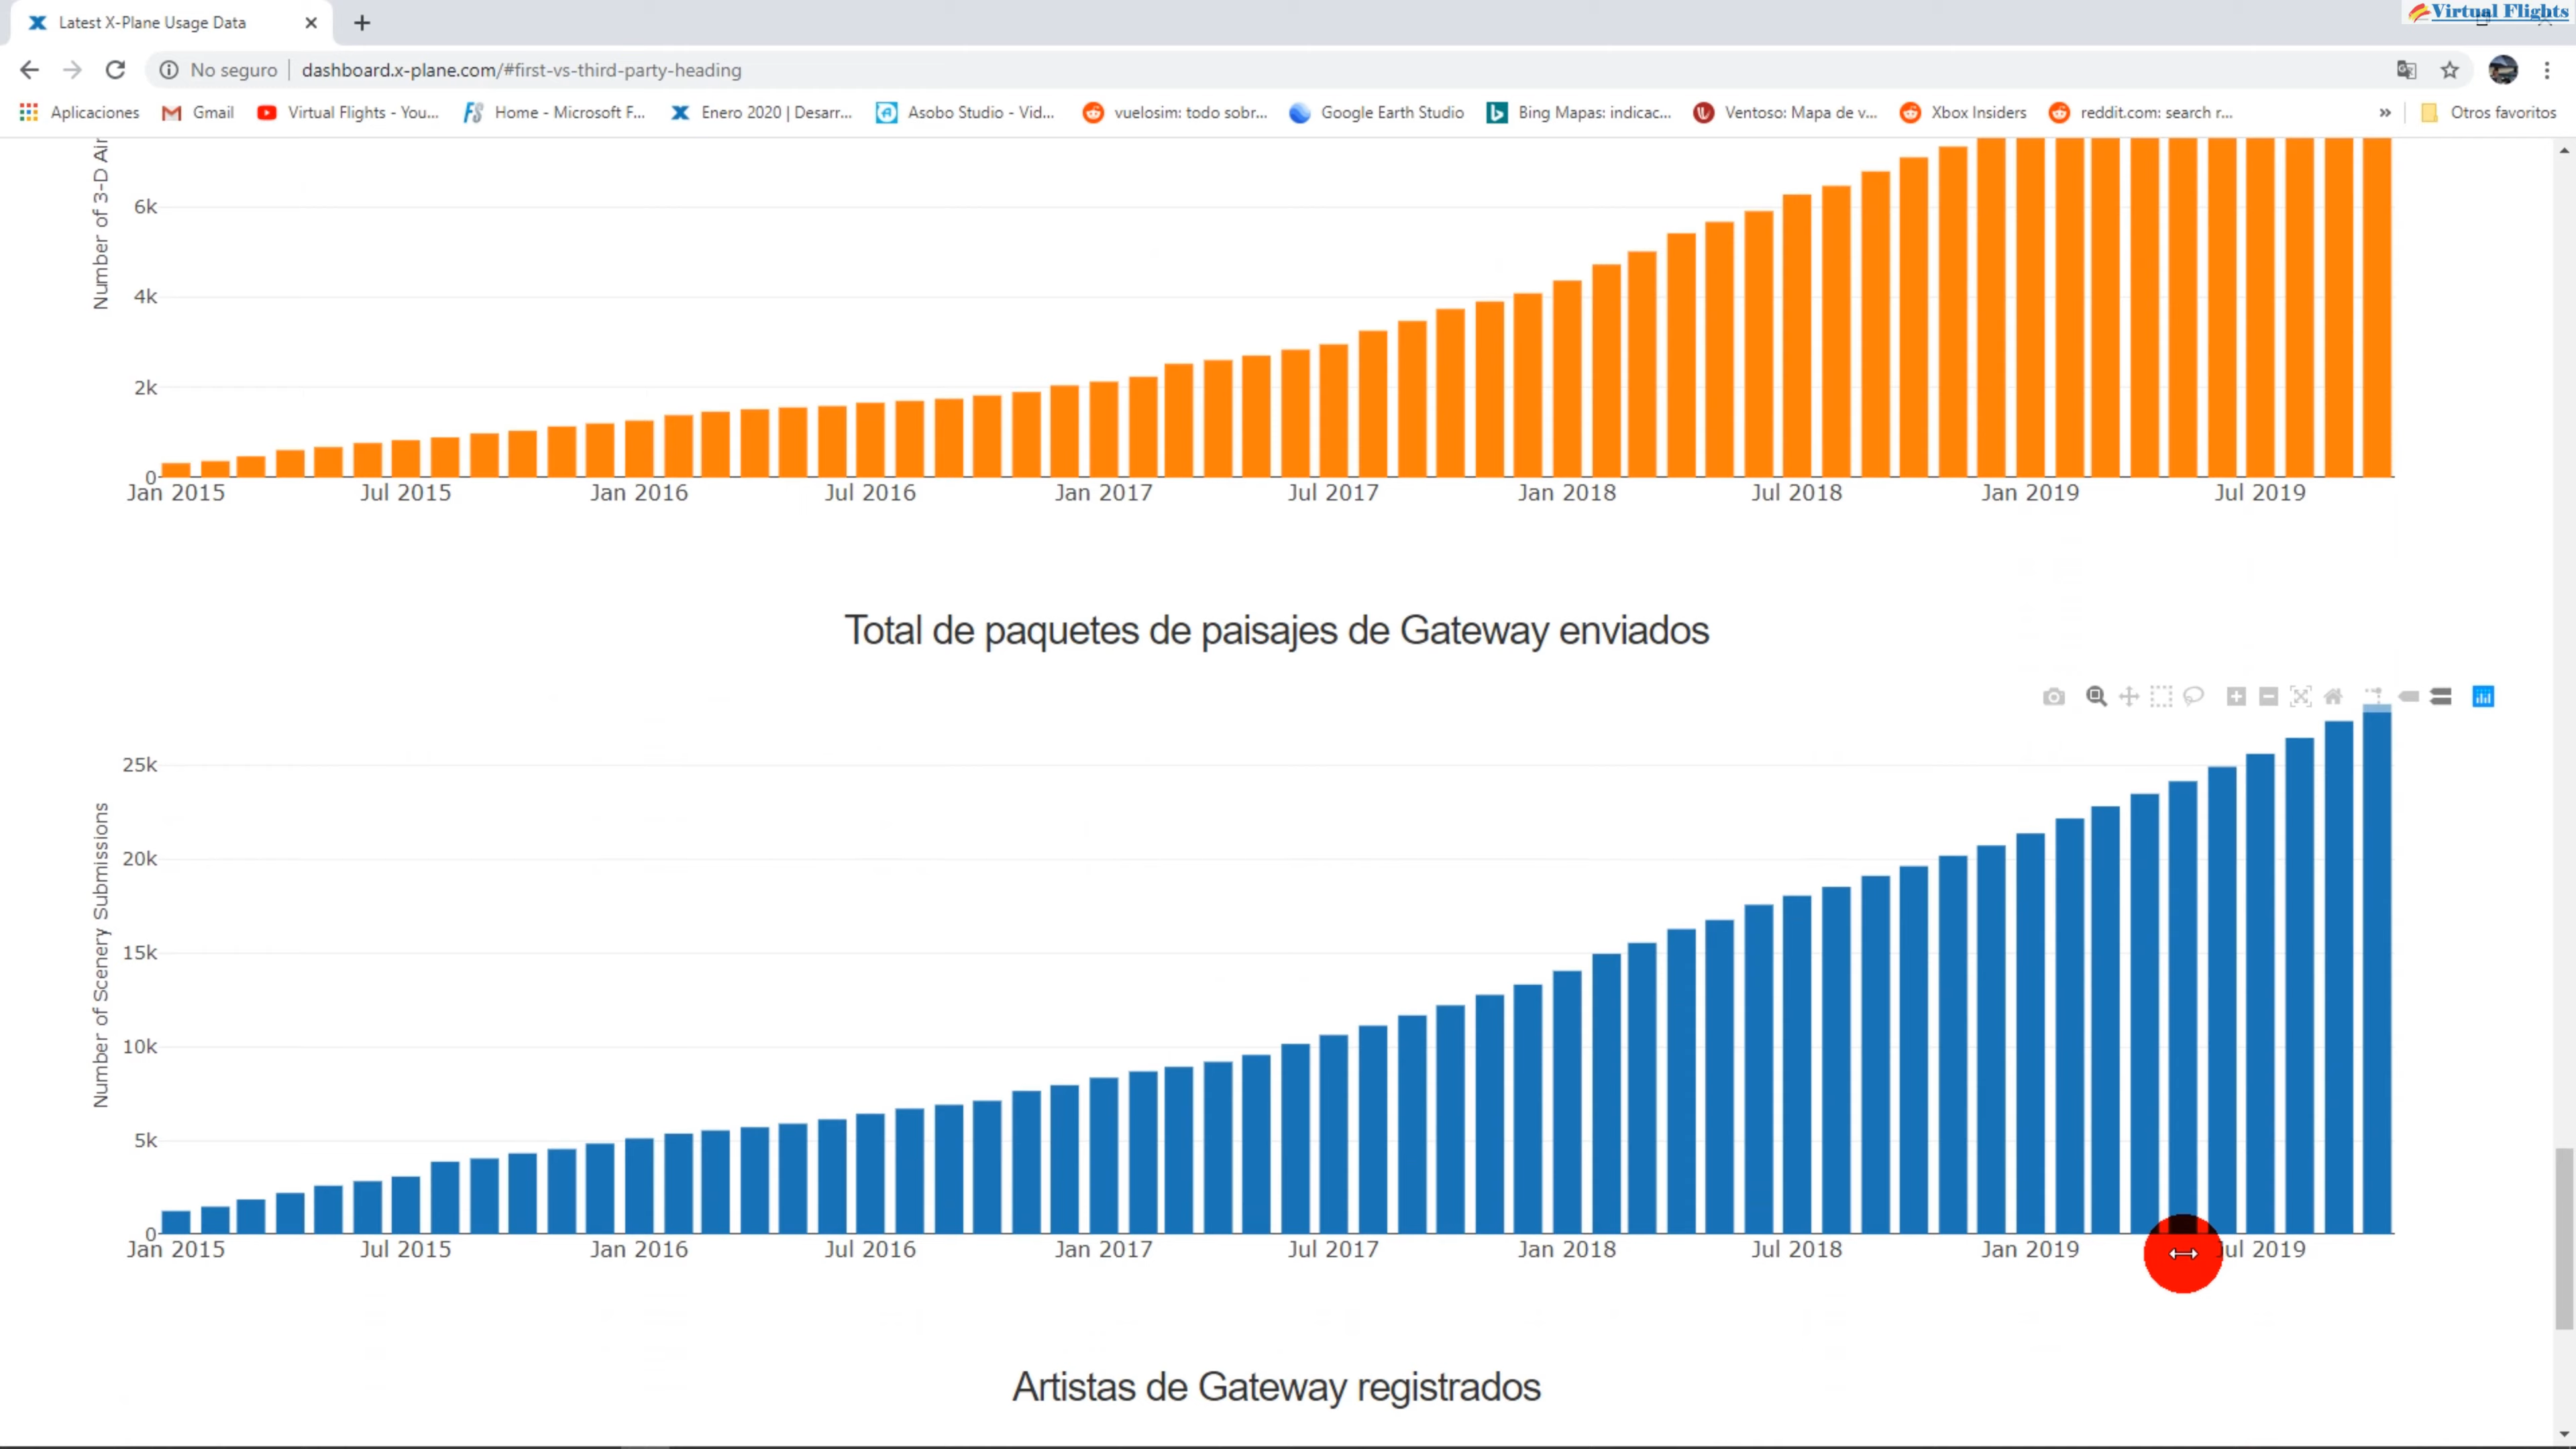 Latest X-Plane Usage Data
Virtual Flights
No seguro
dashboard.x-plane.com/#first-vs-third-party-heading
Aplicaciones
Gmail
Virtual Flights - You...
Home - Microsoft F...
Enero 2020 | Desarr...
Asobo Studio - Vid...
vuelosim: todo sobr...
Google Earth Studio
Bing Mapas: indicac...
Ventoso: Mapa de v...
Xbox Insiders
reddit.com: search r...
»
Otros favoritos
Number of 3-D Air
6k
4k
2k
0
Jan 2015
Jul 2015
Jan 2016
Jul 2016
Jan 2017
Jul 2017
Jan 2018
Jul 2018
Jan 2019
Jul 2019
Total de paquetes de paisajes de Gateway enviados
Number of Scenery Submissions
25k
20k
15k
10k
5k
0
Jan 2015
Jul 2015
Jan 2016
Jul 2016
Jan 2017
Jul 2017
Jan 2018
Jul 2018
Jan 2019
ul 2019
Artistas de Gateway registrados